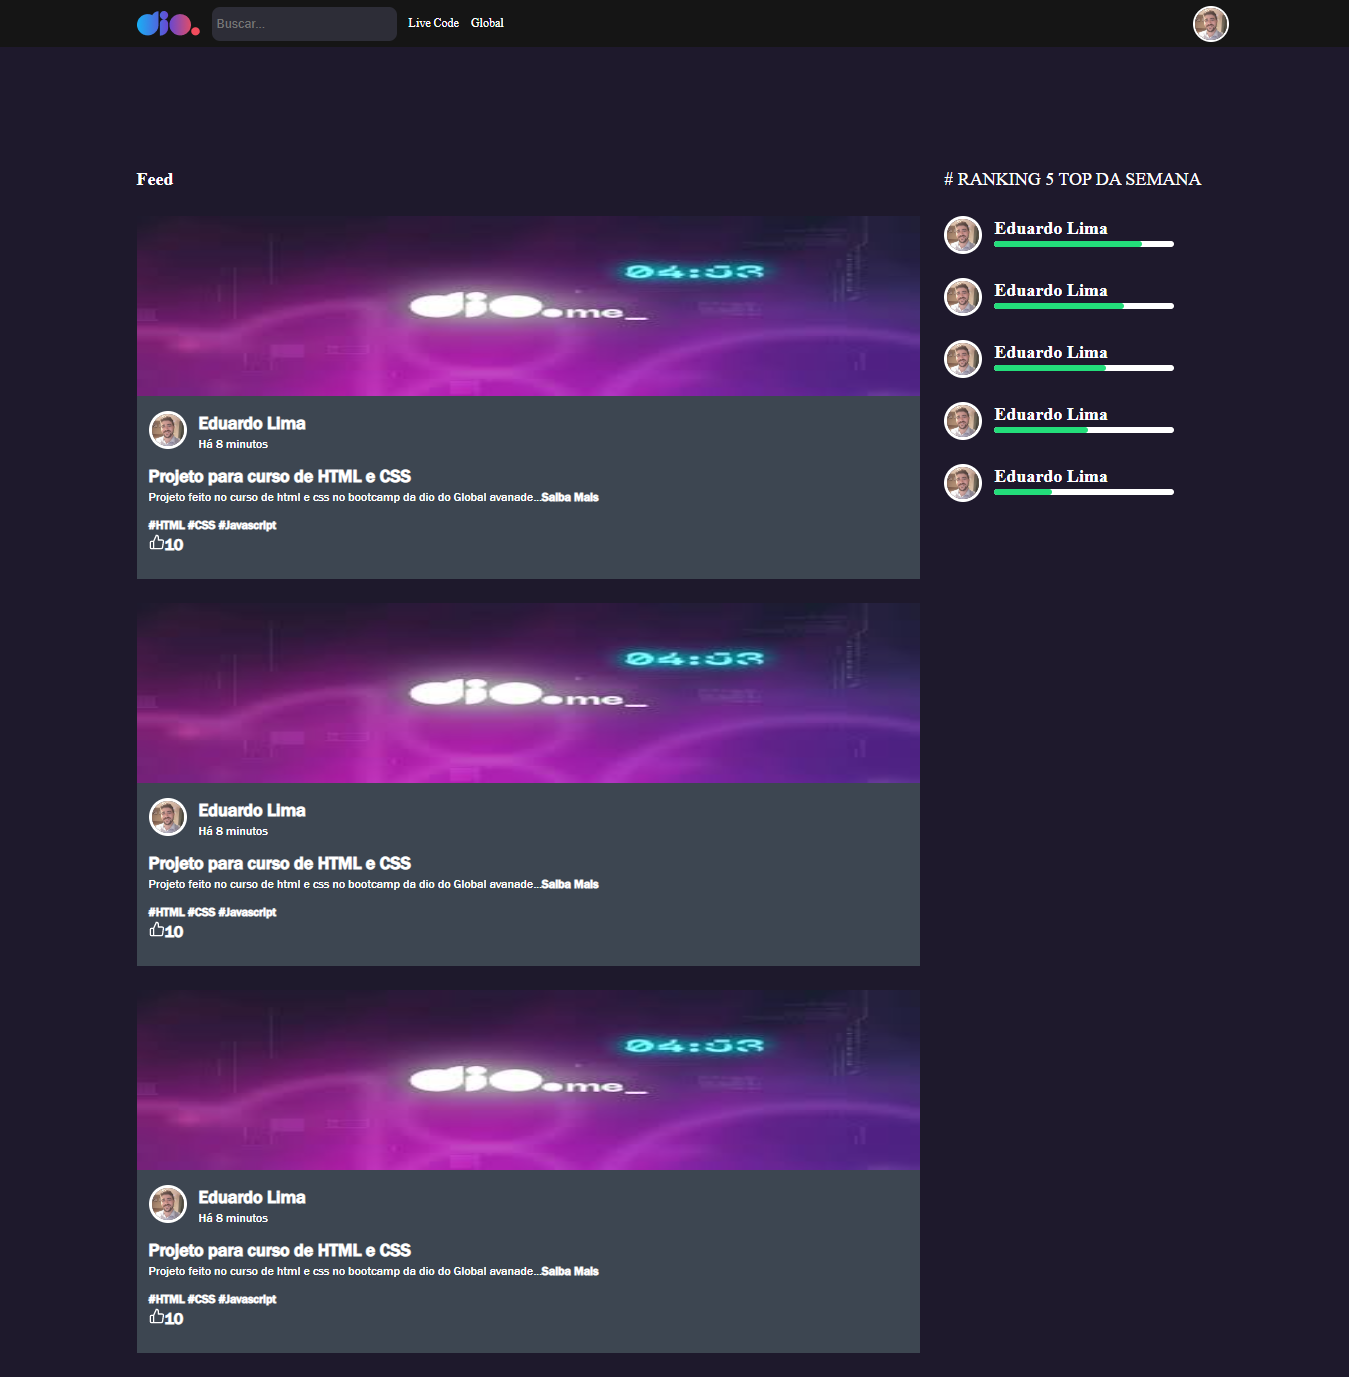 dio.
Buscar...
Live Code
Global
Feed
04:53
dio.me_
Eduardo Lima
Há 8 minutos
Projeto para curso de HTML e CSS
Projeto feito no curso de html e css no bootcamp da dio do Global avanade...Saiba Mais
#HTML #CSS #Javascript
10
04:53
dio.me_
Eduardo Lima
Há 8 minutos
Projeto para curso de HTML e CSS
Projeto feito no curso de html e css no bootcamp da dio do Global avanade...Saiba Mais
#HTML #CSS #Javascript
10
04:53
dio.me_
Eduardo Lima
Há 8 minutos
Projeto para curso de HTML e CSS
Projeto feito no curso de html e css no bootcamp da dio do Global avanade...Saiba Mais
#HTML #CSS #Javascript
10
# RANKING 5 TOP DA SEMANA
Eduardo Lima
Eduardo Lima
Eduardo Lima
Eduardo Lima
Eduardo Lima